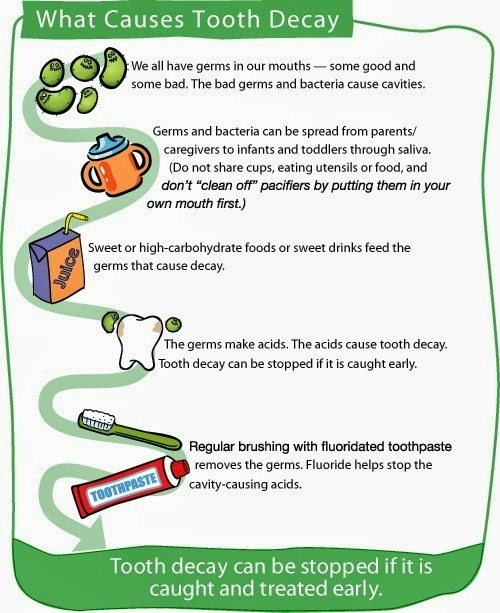 What Causes Tooth Decay
We all have germs in our mouths — some good and
some bad. The bad germs and bacteria cause cavities.
Germs and bacteria can be spread from parents/
caregivers to infants and toddlers through saliva.
(Do not share cups, eating utensils or food, and
don't “clean off” pacifiers by putting them in your
own mouth first.)
Juice
Sweet or high-carbohydrate foods or sweet drinks feed the
germs that cause decay.
The germs make acids. The acids cause tooth decay.
Tooth decay can be stopped if it is caught early.
Regular brushing with fluoridated toothpaste
removes the germs. Fluoride helps stop the
cavity-causing acids.
TOOTHPASTE
Tooth decay can be stopped if it is
caught and treated early.